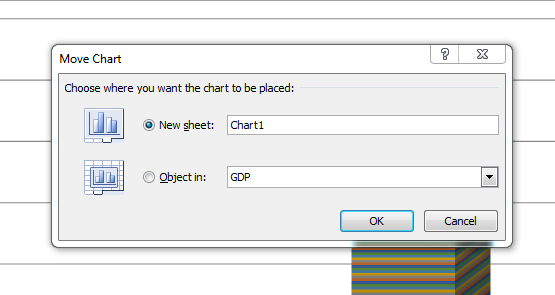 Move Chart
Choose where you want the chart to be placed:
New sheet: Chart1
Object in: GDP
OK Cancel